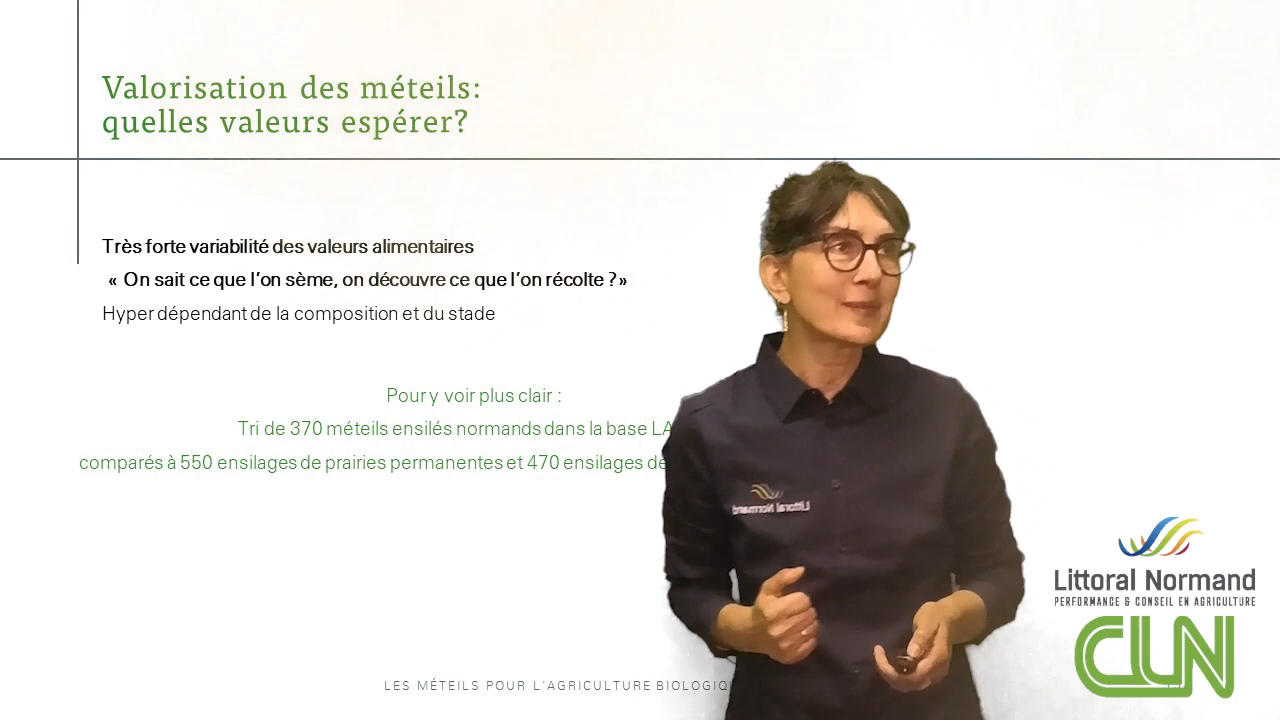 Valorisation des méteils:
quelles valeurs espérer?
Très forte variabilité des valeurs alimentaires
« On sait ce que l'on sème, on découvre ce que l'on récolte ? »
Hyper dépendant de la composition et du stade
Pour y voir plus clair :
Tri de 370 méteils ensilés normands dans la base LA
comparés à 550 ensilages de prairies permanentes et 470 ensilages de
Littoral Normand
Littoral Normand
PERFORMANCE & CONSEIL EN AGRICULTURE
CLN
LES MÉTEILS POUR L'AGRICULTURE BIOLOGIQ